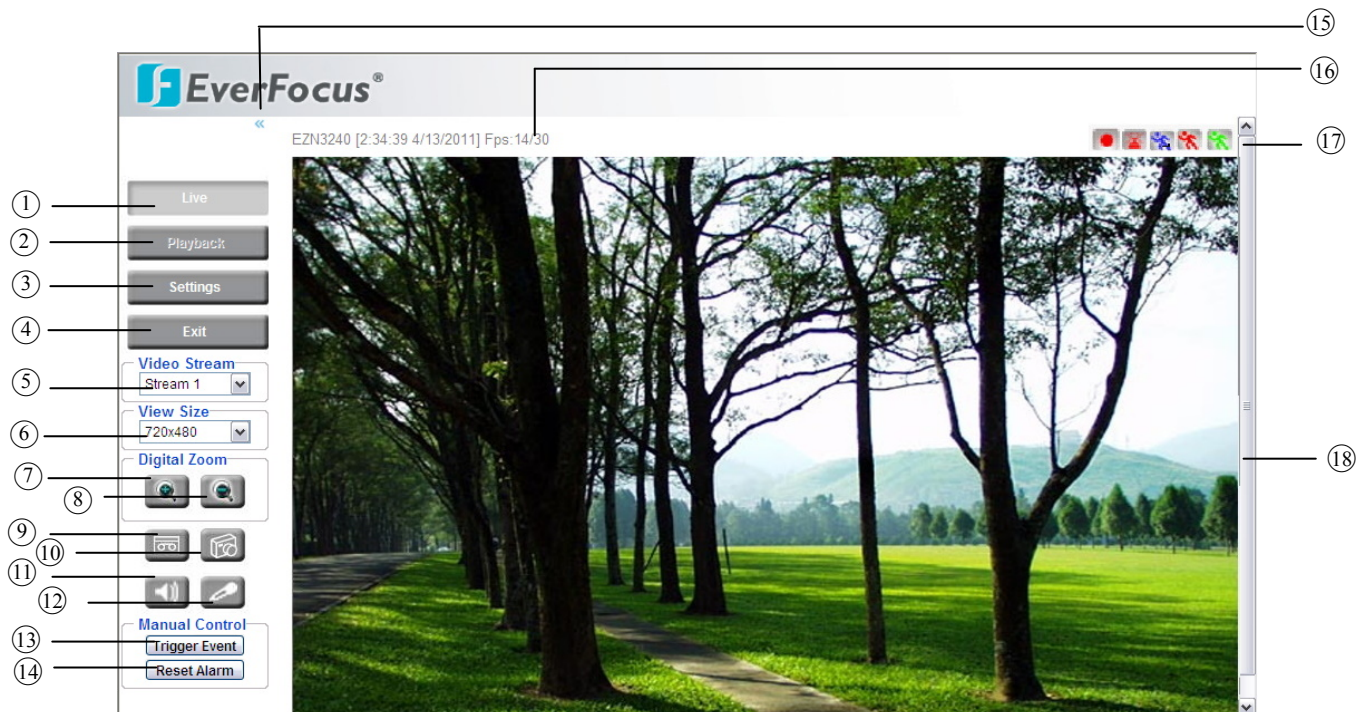 ⑮
EverFocus®
⑯
«
EZN3240 [2:34:39 4/13/2011] Fps:14/30
⑰
① Live
② Playback
③ Settings
④ Exit
Video Stream
⑤ Stream 1
View Size
⑥ 720x480
Digital Zoom
⑦
⑧
⑱
⑨
⑩
⑪
⑫
Manual Control
⑬ Trigger Event
⑭ Reset Alarm